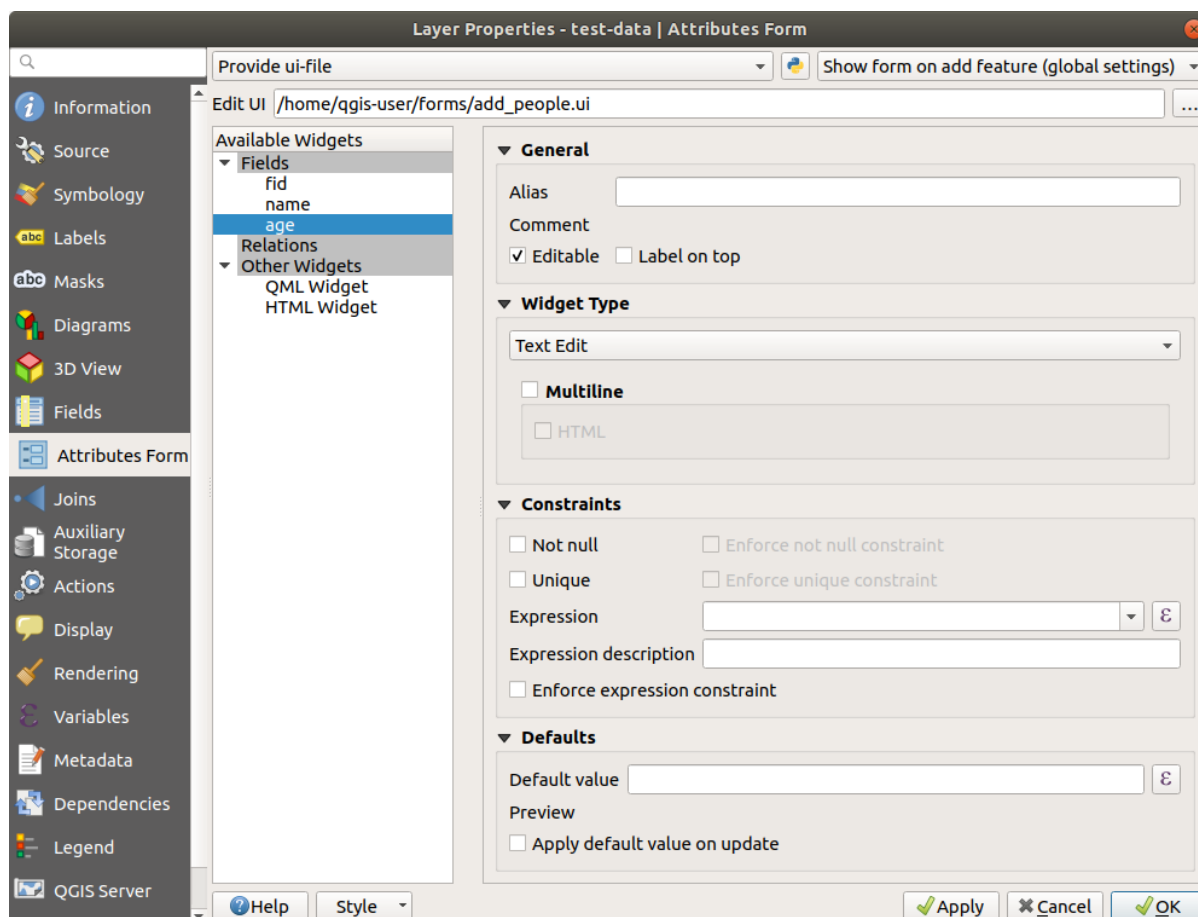 Layer Properties - test-data | Attributes Form
Provide ui-file
Show form on add feature (global settings)
Edit UI /home/qgis-user/forms/add_people.ui
...
Information
Source
Symbology
abc Labels
abc Masks
Diagrams
3D View
Fields
Attributes Form
Joins
Auxiliary
Storage
Actions
Display
Rendering
Variables
Metadata
Dependencies
Legend
QGIS Server
Available Widgets
Fields
fid
name
age
Relations
Other Widgets
QML Widget
HTML Widget
General
Alias
Comment
Editable Label on top
Widget Type
Text Edit
Multiline
HTML
Constraints
Not null Enforce not null constraint
Unique Enforce unique constraint
Expression ε
Expression description
Enforce expression constraint
Defaults
Default value ε
Preview
Apply default value on update
Help Style Apply Cancel OK